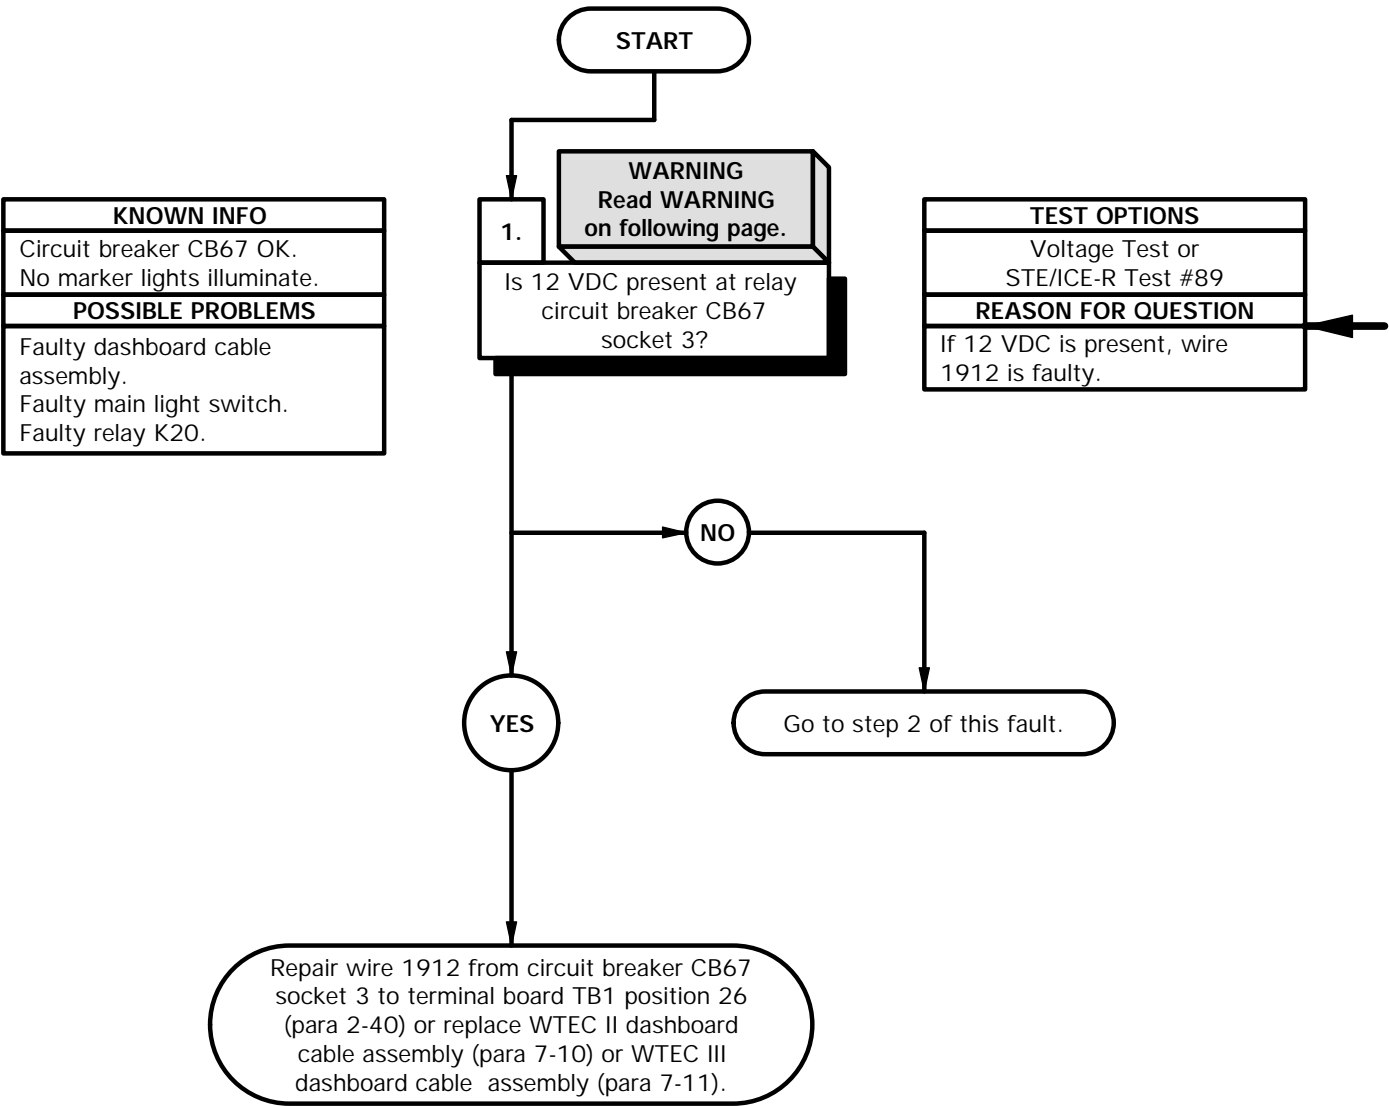 START
WARNING
Read WARNING
on following page.
1.
Is 12 VDC present at relay
circuit breaker CB67
socket 3?
KNOWN INFO
Circuit breaker CB67 OK.
No marker lights illuminate.
POSSIBLE PROBLEMS
Faulty dashboard cable
assembly.
Faulty main light switch.
Faulty relay K20.
TEST OPTIONS
Voltage Test or
STE/ICE-R Test #89
REASON FOR QUESTION
If 12 VDC is present, wire
1912 is faulty.
NO
YES
Go to step 2 of this fault.
Repair wire 1912 from circuit breaker CB67
socket 3 to terminal board TB1 position 26
(para 2-40) or replace WTEC II dashboard
cable assembly (para 7-10) or WTEC III
dashboard cable assembly (para 7-11).